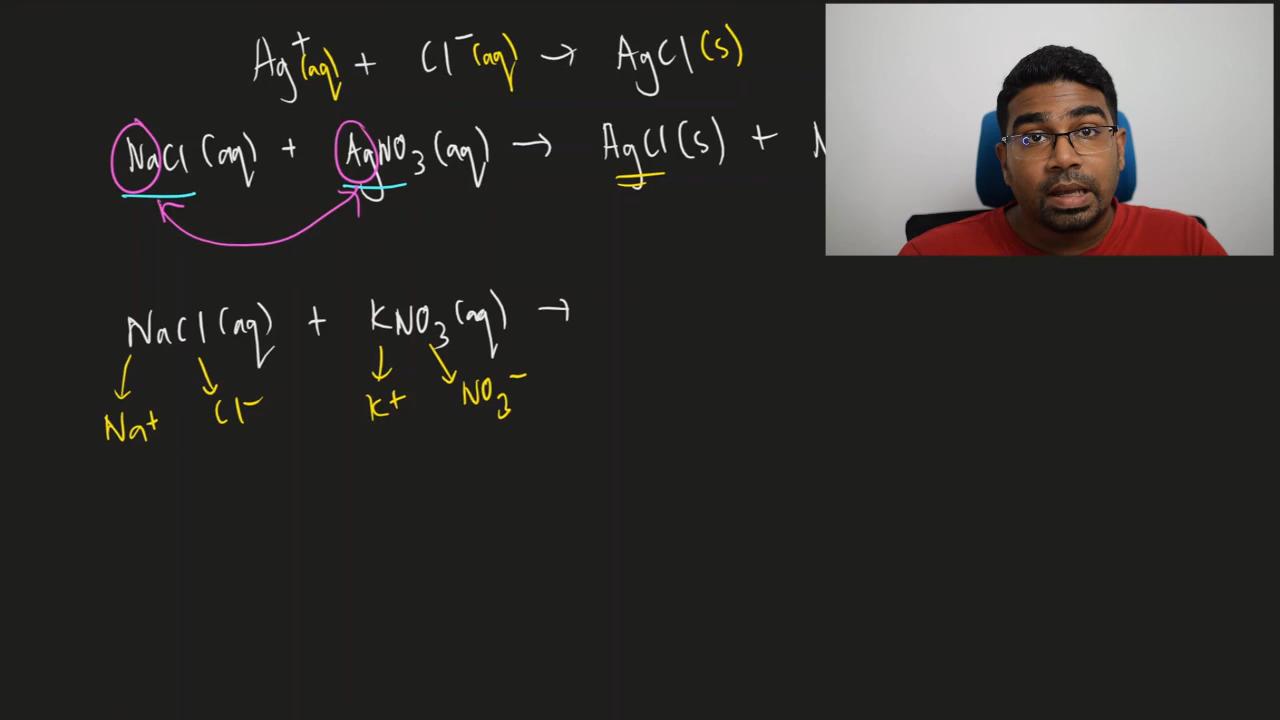 Ag⁺(aq) + Cl⁻(aq) → AgCl(s)
NaCl(aq) + AgNO₃(aq) → AgCl(s) + N
NaCl(aq) + KNO₃(aq) →
Na⁺ Cl⁻ K⁺ NO₃⁻